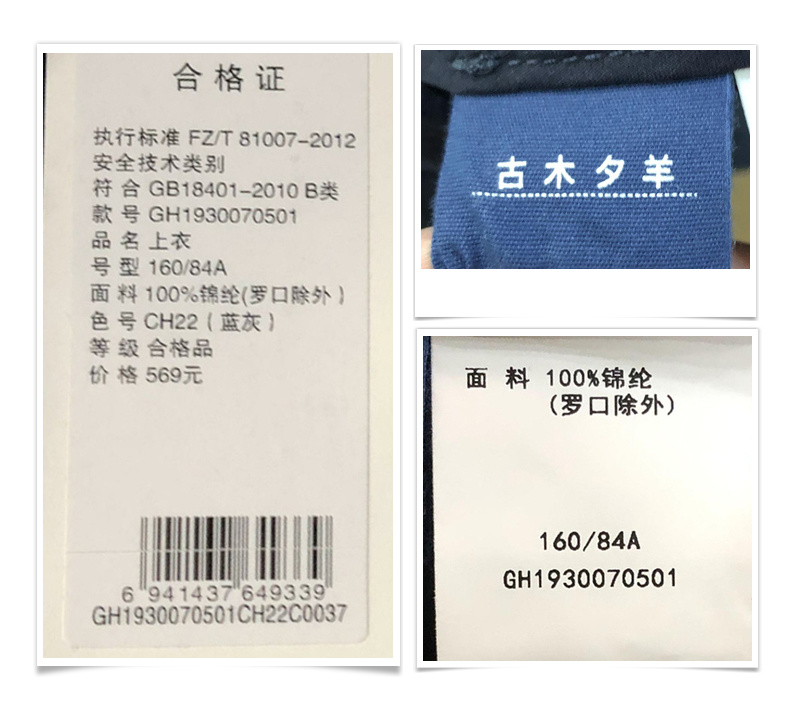 合格证
执行标准 FZ/T 81007-2012
安全技术类别
符合 GB18401-2010 B类
款号 GH1930070501
品名 上衣
号型 160/84A
面料 100%锦纶(罗口除外)
色号 CH22(蓝灰)
等级 合格品
价格 569元
6 941437 649339
GH1930070501CH22C0037
古木夕羊
面料 100%锦纶
(罗口除外)
160/84A
GH1930070501